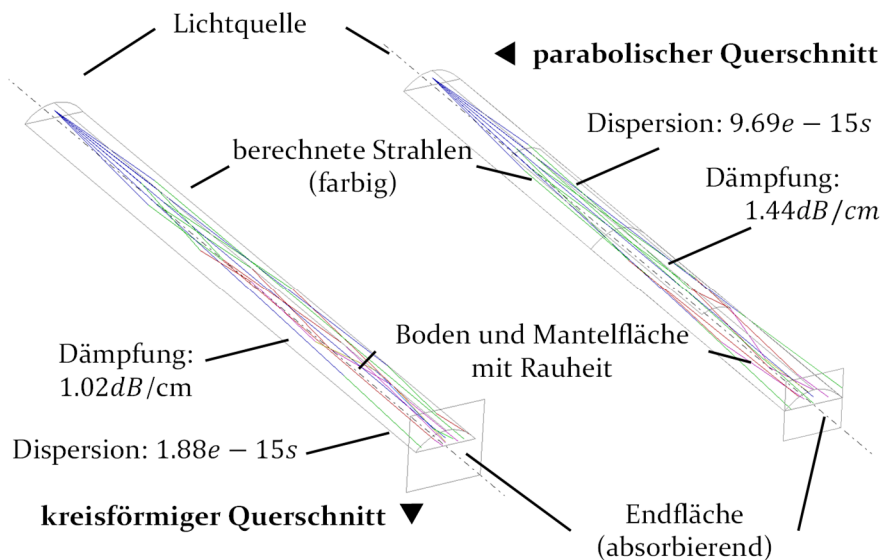 Lichtquelle
◄ parabolischer Querschnitt
Dispersion: 9.69e − 15s
berechnete Strahlen
(farbig)
Dämpfung:
1.44dB/cm
Boden und Mantelfläche
mit Rauheit
Dämpfung:
1.02dB/cm
Dispersion: 1.88e − 15s
kreisförmiger Querschnitt ▼
Endfläche
(absorbierend)